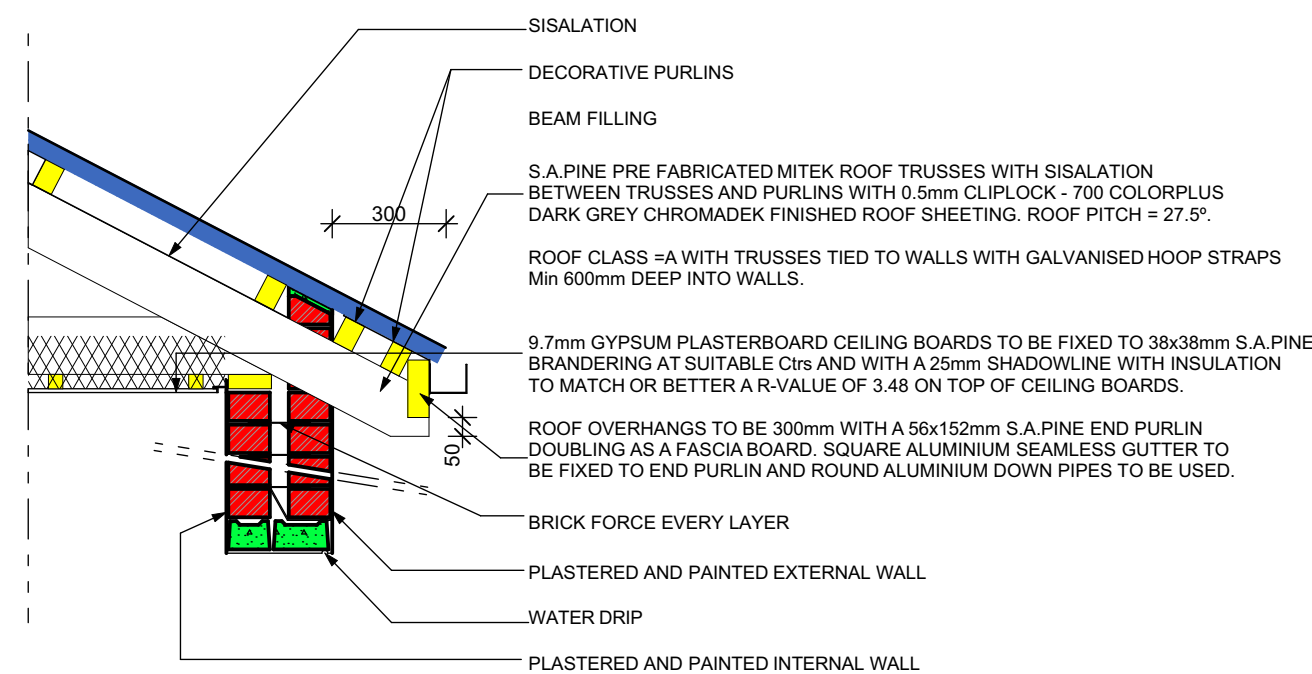 SISALATION
DECORATIVE PURLINS
BEAM FILLING
S.A.PINE PRE FABRICATED MITEK ROOF TRUSSES WITH SISALATION
BETWEEN TRUSSES AND PURLINS WITH 0.5mm CLIPLOCK - 700 COLORPLUS
DARK GREY CHROMADEK FINISHED ROOF SHEETING. ROOF PITCH = 27.5º.
300
ROOF CLASS =A WITH TRUSSES TIED TO WALLS WITH GALVANISED HOOP STRAPS
Min 600mm DEEP INTO WALLS.
9.7mm GYPSUM PLASTERBOARD CEILING BOARDS TO BE FIXED TO 38x38mm S.A.PINE
BRANDERING AT SUITABLE Ctrs AND WITH A 25mm SHADOWLINE WITH INSULATION
TO MATCH OR BETTER A R-VALUE OF 3.48 ON TOP OF CEILING BOARDS.
ROOF OVERHANGS TO BE 300mm WITH A 56x152mm S.A.PINE END PURLIN
DOUBLING AS A FASCIA BOARD. SQUARE ALUMINIUM SEAMLESS GUTTER TO
BE FIXED TO END PURLIN AND ROUND ALUMINIUM DOWN PIPES TO BE USED.
50
BRICK FORCE EVERY LAYER
PLASTERED AND PAINTED EXTERNAL WALL
WATER DRIP
PLASTERED AND PAINTED INTERNAL WALL